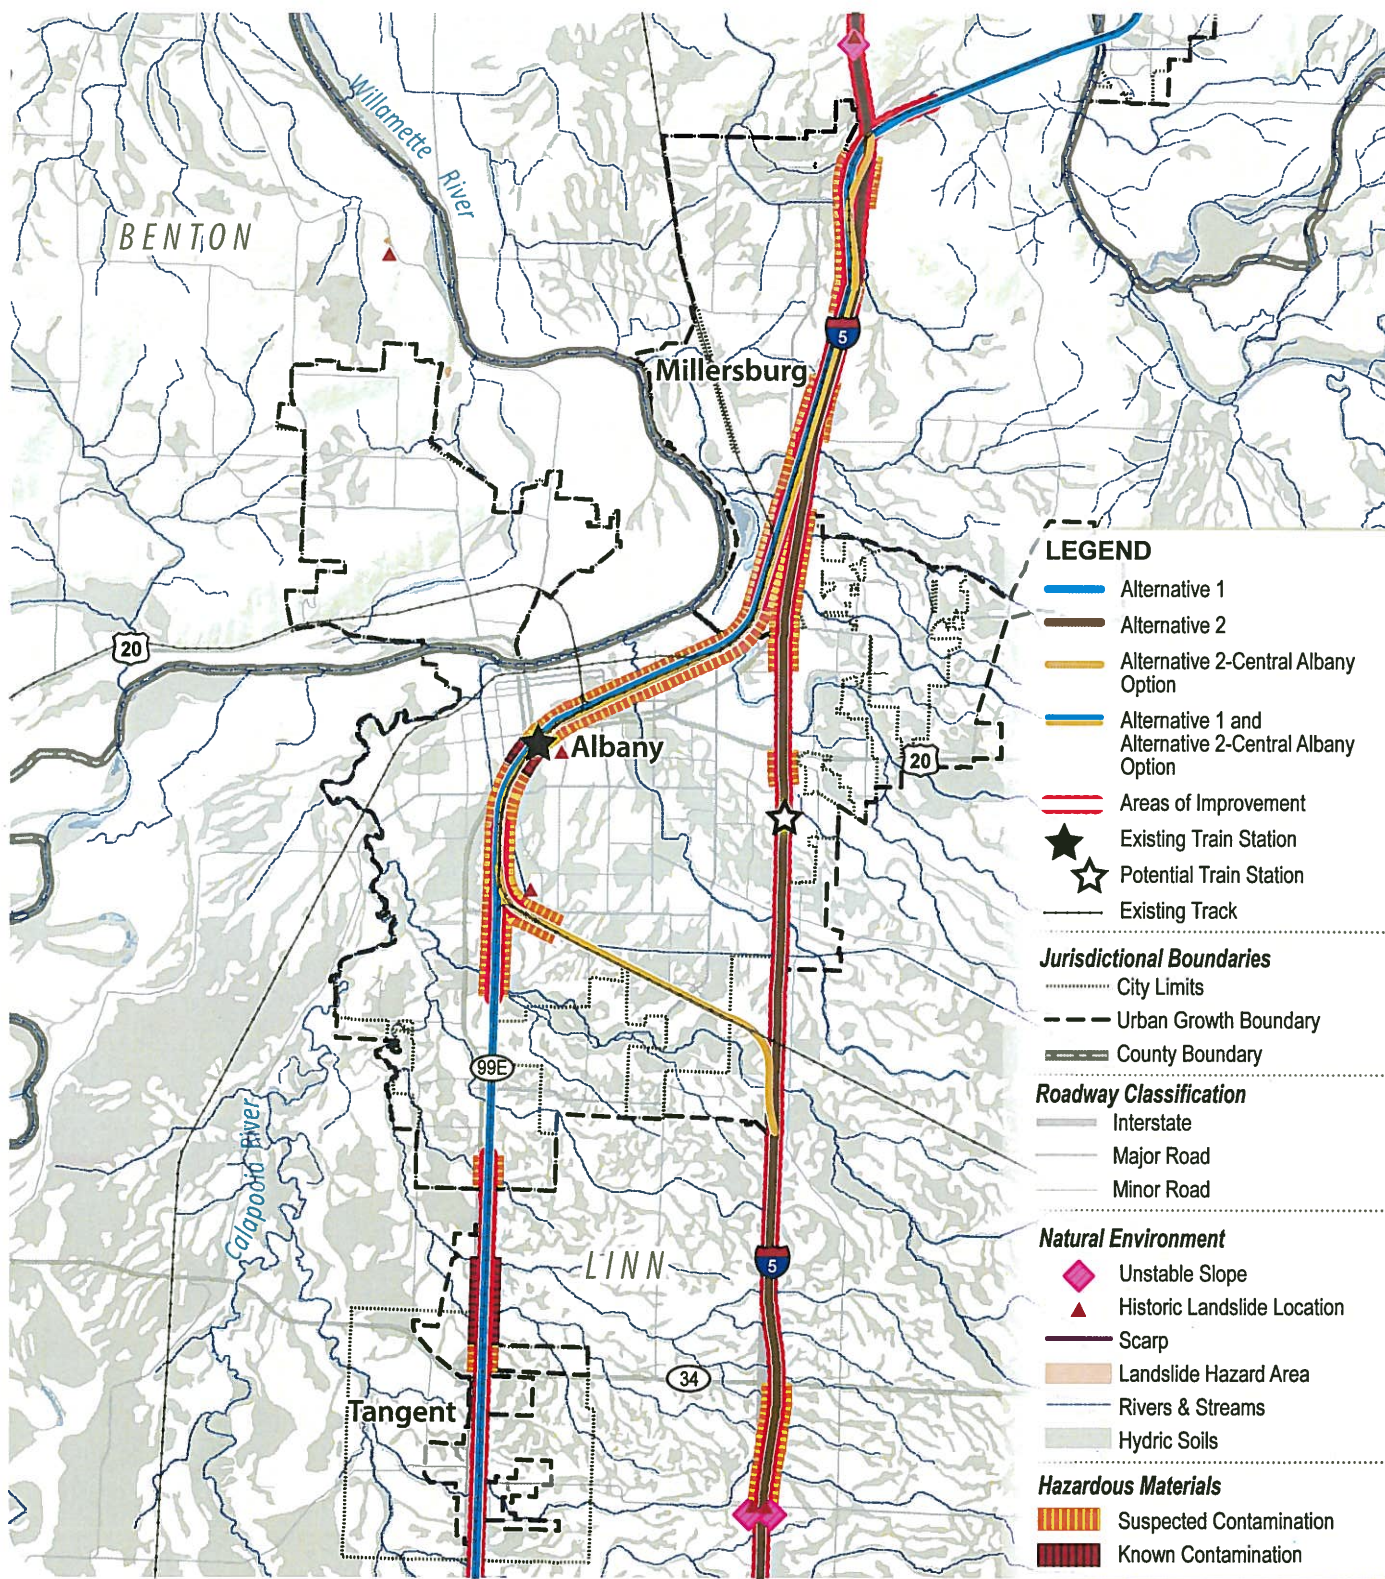 Willamette
River
BENTON
5
Millersburg
20
Albany
20
99E
Calapooia River
LINN
5
34
Tangent
LEGEND
Alternative 1
Alternative 2
Alternative 2-Central Albany
Option
Alternative 1 and
Alternative 2-Central Albany
Option
Areas of Improvement
Existing Train Station
Potential Train Station
Existing Track
Jurisdictional Boundaries
City Limits
Urban Growth Boundary
County Boundary
Roadway Classification
Interstate
Major Road
Minor Road
Natural Environment
Unstable Slope
Historic Landslide Location
Scarp
Landslide Hazard Area
Rivers & Streams
Hydric Soils
Hazardous Materials
Suspected Contamination
Known Contamination